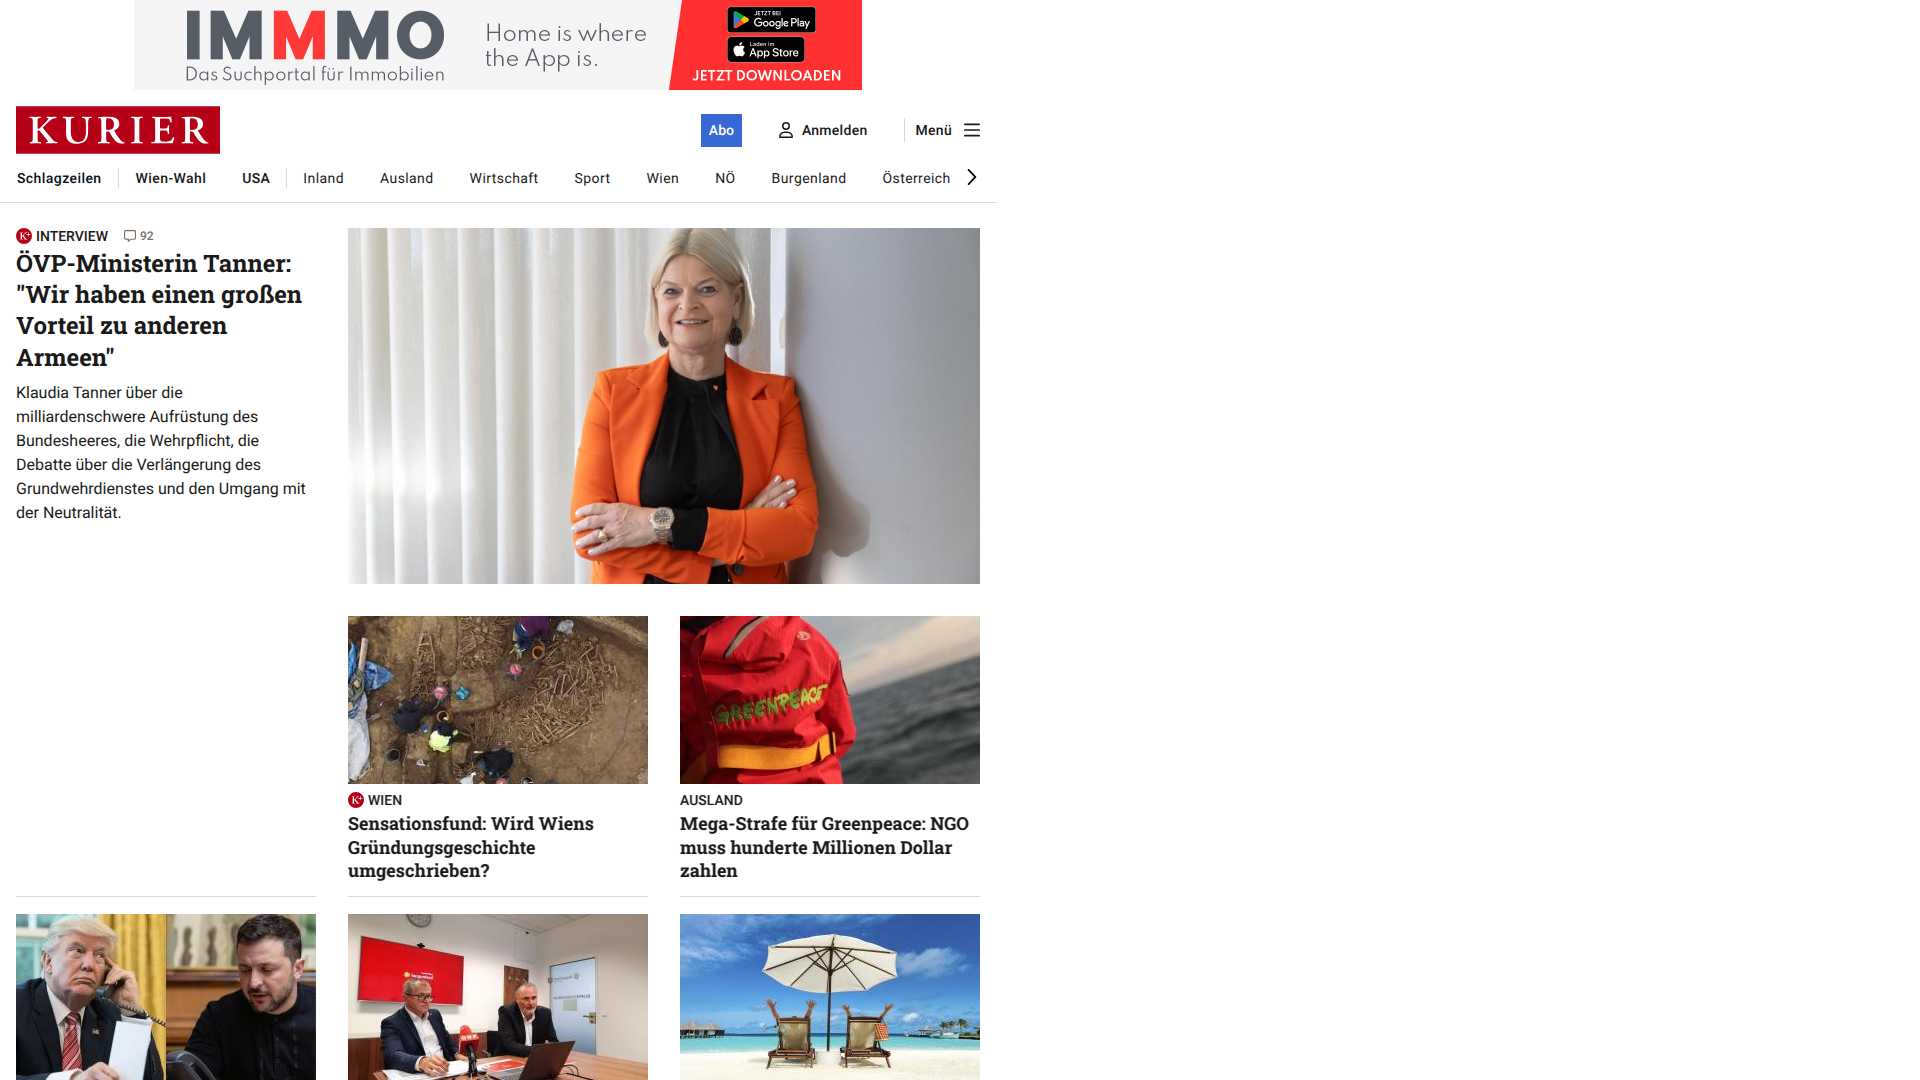 IMMMO
Das Suchportal für Immobilien
Home is where
the App is.
JETZT BEI
Google Play
Laden im
App Store
JETZT DOWNLOADEN
KURIER
Abo
Anmelden
Menü
Schlagzeilen
Wien-Wahl
USA
Inland
Ausland
Wirtschaft
Sport
Wien
NÖ
Burgenland
Österreich
K+ INTERVIEW 92
ÖVP-Ministerin Tanner:
"Wir haben einen großen
Vorteil zu anderen
Armeen"
Klaudia Tanner über die
milliardenschwere Aufrüstung des
Bundesheeres, die Wehrpflicht, die
Debatte über die Verlängerung des
Grundwehrdienstes und den Umgang mit
der Neutralität.
K+ WIEN
Sensationsfund: Wird Wiens
Gründungsgeschichte
umgeschrieben?
GREENPEACE
AUSLAND
Mega-Strafe für Greenpeace: NGO
muss hunderte Millionen Dollar
zahlen